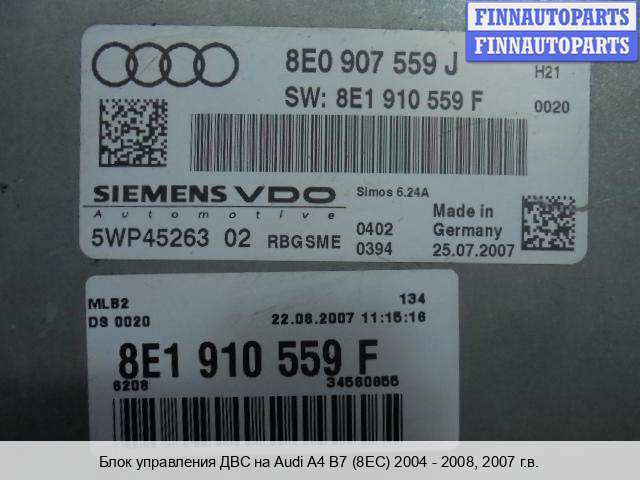 FINNAUTOPARTS
FINNAUTOPARTS
8E0 907 559 J H21
SW: 8E1 910 559 F 0020
SIEMENS VDO Simos 6.24A
Automotive
Made in
5WP45263 02 RBGSME 0402 Germany
0394 25.07.2007
MLB2 134
DS 0020 22.08.2007 11:15:16
8E1 910 559 F
6208 34560855
Блок управления ДВС на Audi A4 B7 (8EC) 2004 - 2008, 2007 г.в.